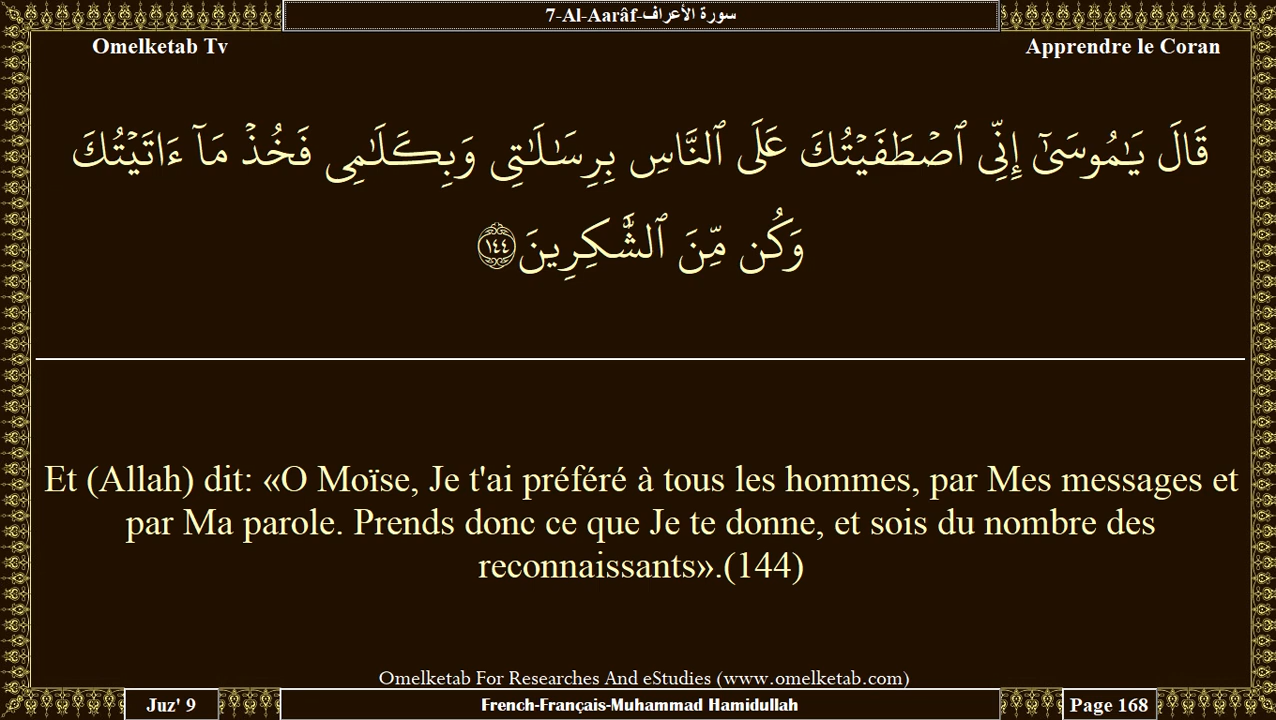 7-Al-Aarâf-سورة الأعراف
Omelketab Tv
Apprendre le Coran
قَالَ يَـٰمُوسَىٰٓ إِنِّى ٱصْطَفَيْتُكَ عَلَى ٱلنَّاسِ بِرِسَـٰلَـٰتِى وَبِكَلَـٰمِى فَخُذْ مَآ ءَاتَيْتُكَ
وَكُن مِّنَ ٱلشَّـٰكِرِينَ ١٤٤
Et (Allah) dit: «O Moïse, Je t'ai préféré à tous les hommes, par Mes messages et
par Ma parole. Prends donc ce que Je te donne, et sois du nombre des
reconnaissants».(144)
Omelketab For Researches And eStudies (www.omelketab.com)
Juz' 9
French-Français-Muhammad Hamidullah
Page 168